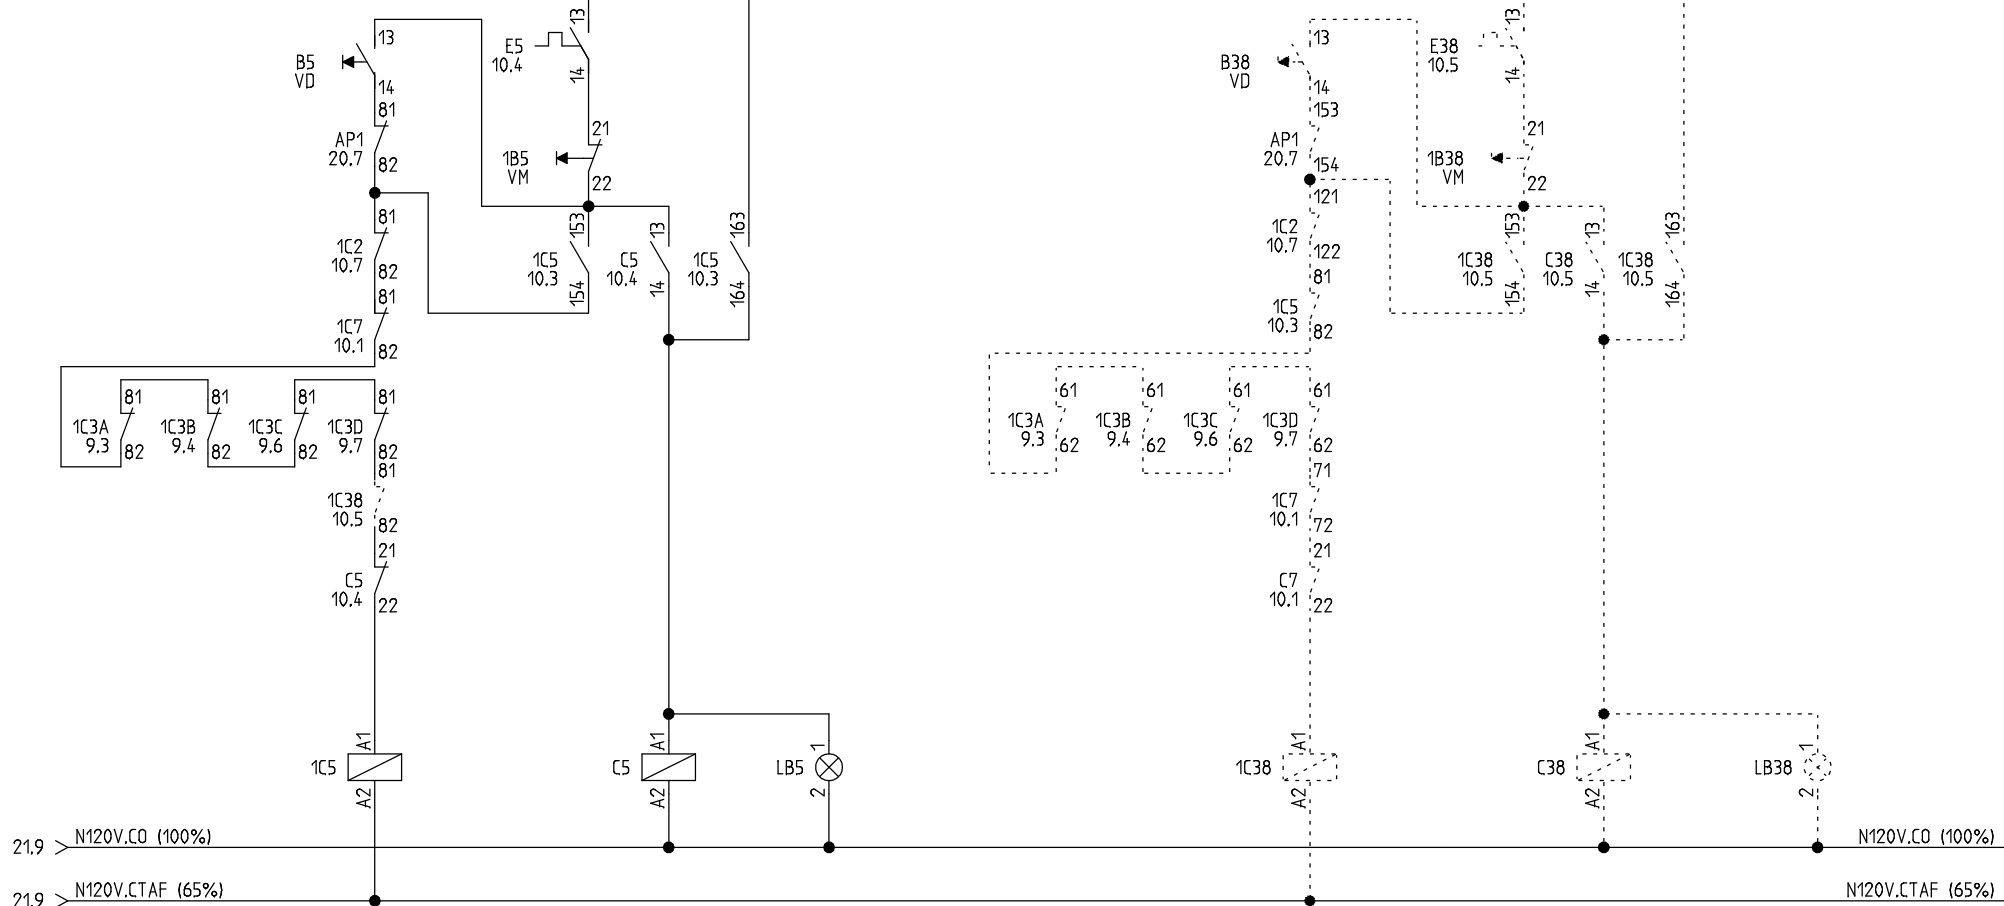 13
B5
VD
14
81
AP1
20.7
82
13
E5
10.4
14
21
1B5
VM
22
81
1C2
10.7
82
81
1C7
10.1
82
153
1C5
10.3
154
13
C5
10.4
14
163
1C5
10.3
164
81
1C3A
9.3
82
81
1C3B
9.4
82
81
1C3C
9.6
82
81
1C3D
9.7
82
81
1C38
10.5
82
21
C5
10.4
22
A1
1C5
A2
A1
C5
A2
1
LB5
2
13
B38
VD
14
153
AP1
20.7
154
13
E38
10.5
14
21
1B38
VM
22
121
1C2
10.7
122
81
1C5
10.3
82
153
1C38
10.5
154
13
C38
10.5
14
163
1C38
10.5
164
61
1C3A
9.3
62
61
1C3B
9.4
62
61
1C3C
9.6
62
61
1C3D
9.7
62
71
1C7
10.1
72
21
C7
10.1
22
A1
1C38
A2
A1
C38
A2
1
LB38
2
21.9
N120V.CO (100%)
N120V.CO (100%)
21.9
N120V.CTAF (65%)
N120V.CTAF (65%)